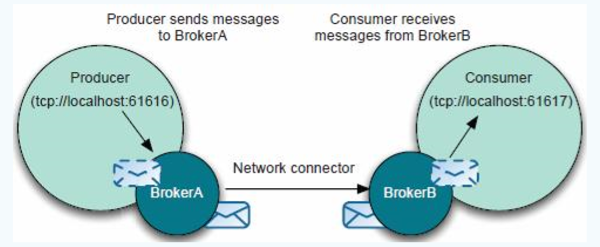 Producer sends messages
to BrokerA
Consumer receives
messages from BrokerB
Producer
(tcp://localhost:61616)
Consumer
(tcp://localhost:61617)
Network connector
BrokerA
BrokerB